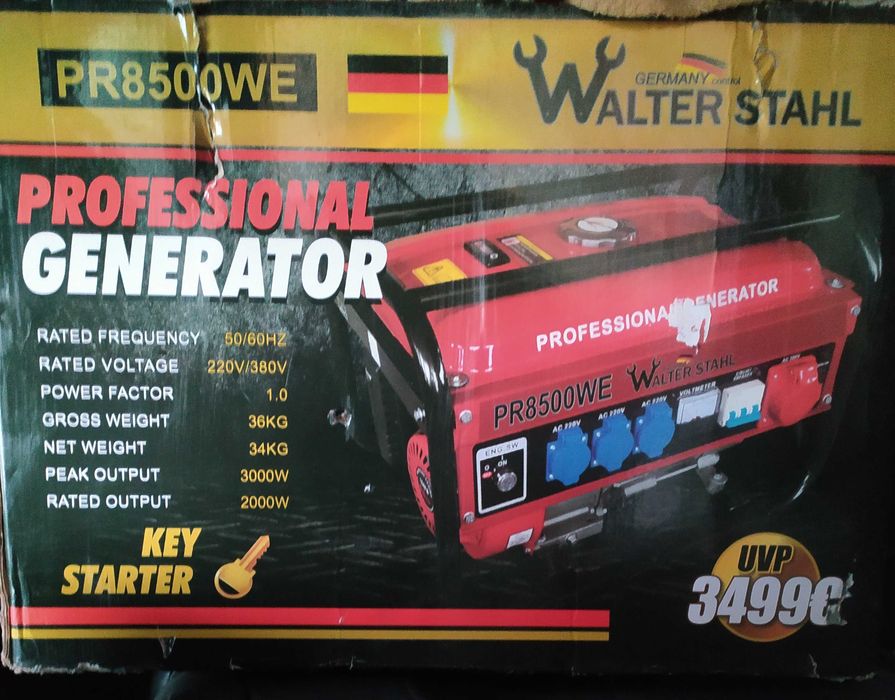 PR8500WE
GERMANY control
WALTER STAHL
PROFESSIONAL
GENERATOR
RATED FREQUENCY 50/60HZ
RATED VOLTAGE 220V/380V
POWER FACTOR 1.0
GROSS WEIGHT 36KG
NET WEIGHT 34KG
PEAK OUTPUT 3000W
RATED OUTPUT 2000W
KEY
STARTER
PROFESSIONAL GENERATOR
PR8500WE WALTER STAHL
ENG.SW
O ON
AC 220V
AC 220V
AC 220V
VOLTMETER
UVP
3499€